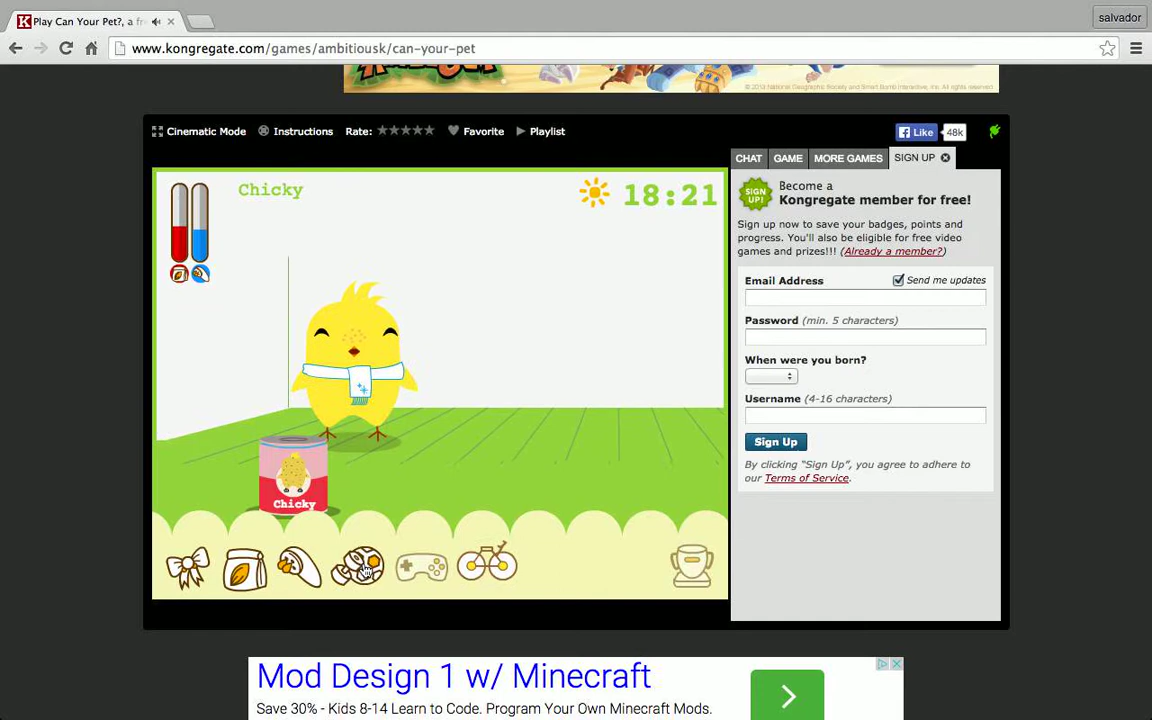 Play Can Your Pet?, a fr
salvador
www.kongregate.com/games/ambitiousk/can-your-pet
Cinematic Mode
Instructions
Rate:
Favorite
Playlist
Like
48k
CHAT
GAME
MORE GAMES
SIGN UP
Chicky
18:21
SIGN UP!
Become a
Kongregate member for free!
Sign up now to save your badges, points and
progress. You'll also be eligible for free video
games and prizes!!! (Already a member?)
Email Address
Send me updates
Password (min. 5 characters)
When were you born?
Username (4-16 characters)
Sign Up
By clicking “Sign Up”, you agree to adhere to
our Terms of Service.
Chicky
Mod Design 1 w/ Minecraft
Save 30% - Kids 8-14 Learn to Code. Program Your Own Minecraft Mods.